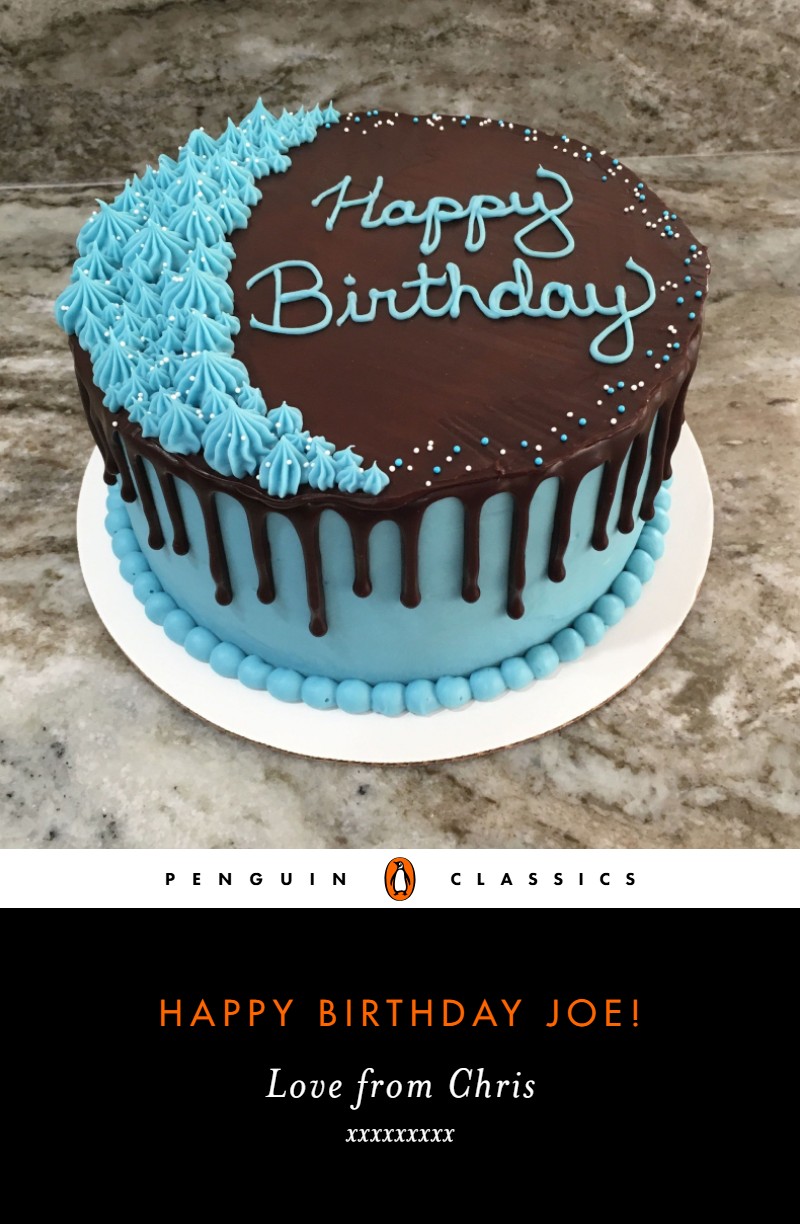 Happy
Birthday
PENGUIN CLASSICS
HAPPY BIRTHDAY JOE!
Love from Chris
xxxxxxxxx